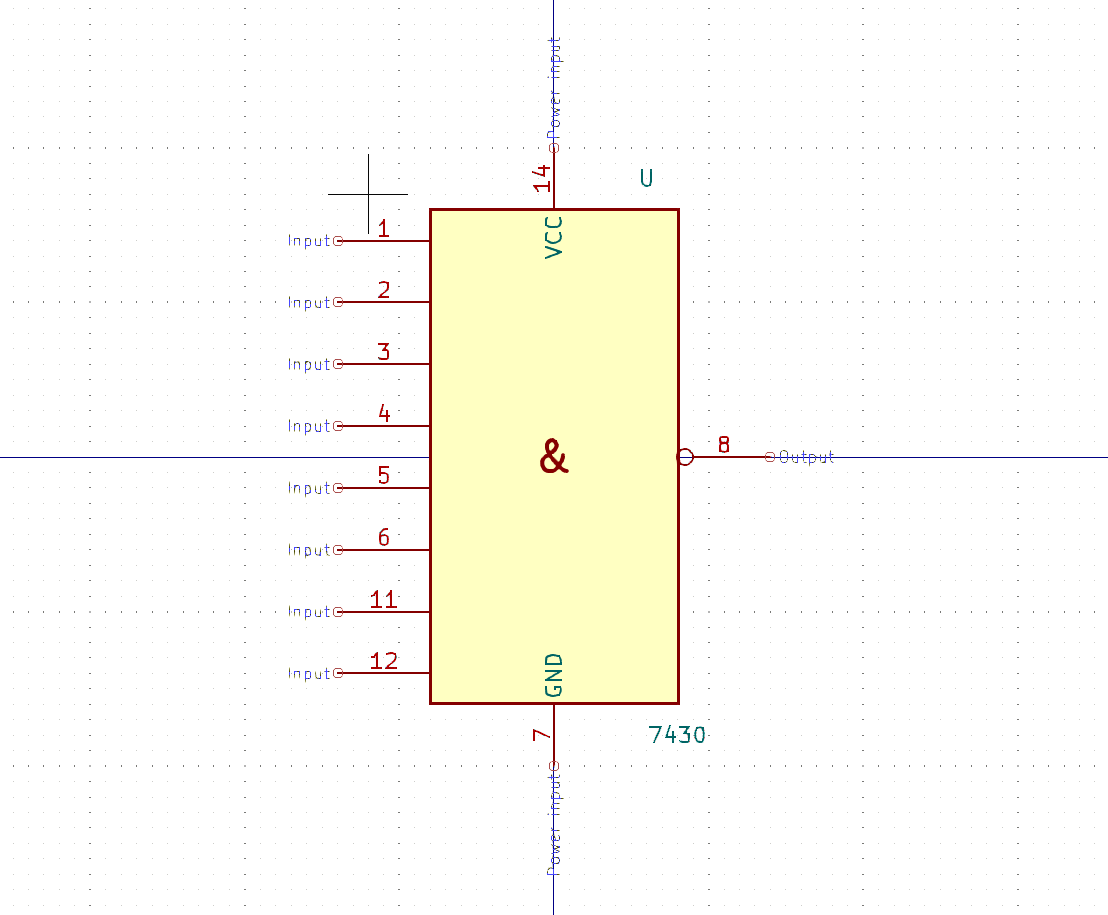 Power input
14
U
VCC
Input 1
Input 2
Input 3
Input 4
&
8 Output
Input 5
Input 6
Input 11
Input 12
GND
7
7430
Power input